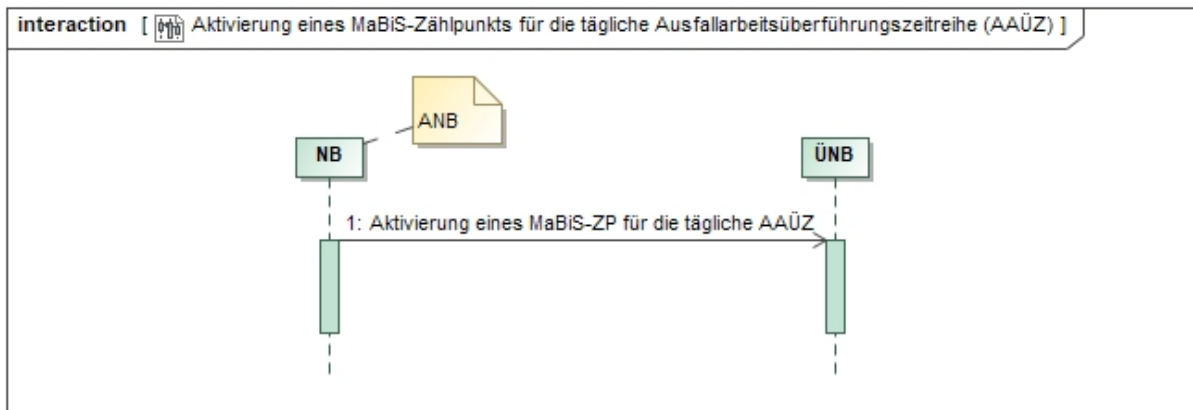 interaction [ Aktivierung eines MaBiS-Zählpunkts für die tägliche Ausfallarbeitsüberführungszeitreihe (AAÜZ) ]
ANB
NB
ÜNB
1: Aktivierung eines MaBiS-ZP für die tägliche AAÜZ